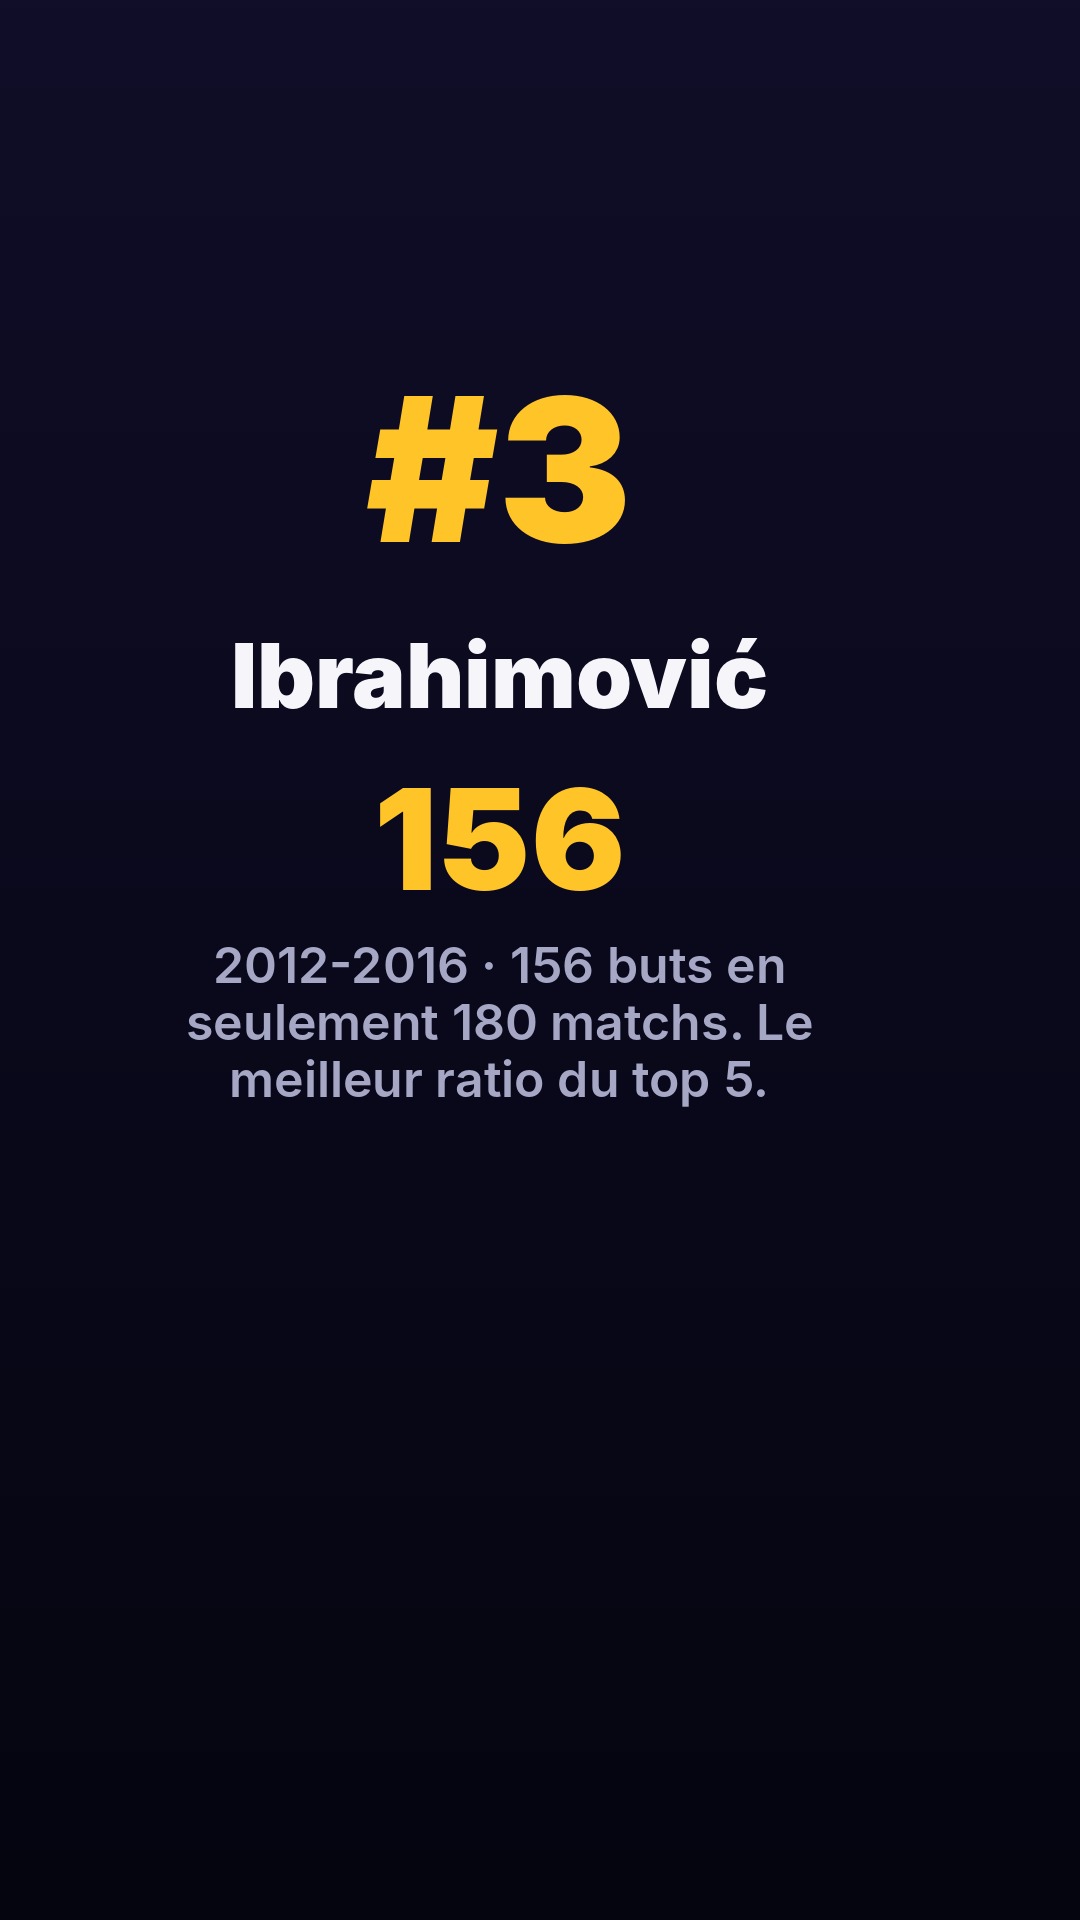 #3
Ibrahimović
156
2012-2016 · 156 buts en
seulement 180 matchs. Le
meilleur ratio du top 5.